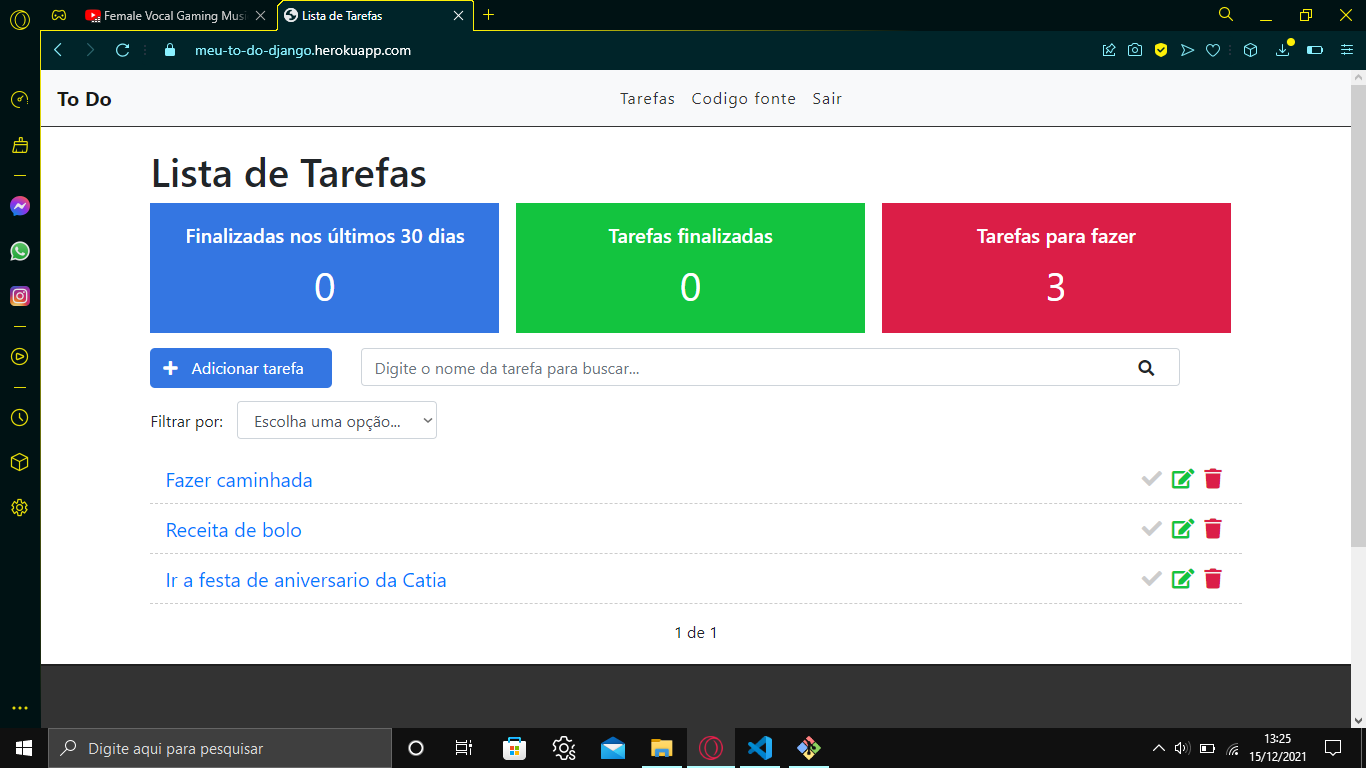 Female Vocal Gaming Musi
Lista de Tarefas
meu-to-do-django.herokuapp.com
To Do
Tarefas Codigo fonte Sair
Lista de Tarefas
Finalizadas nos últimos 30 dias
0
Tarefas finalizadas
0
Tarefas para fazer
3
Adicionar tarefa
Digite o nome da tarefa para buscar...
Filtrar por: Escolha uma opção...
Fazer caminhada
Receita de bolo
Ir a festa de aniversario da Catia
1 de 1
Digite aqui para pesquisar
13:25
15/12/2021